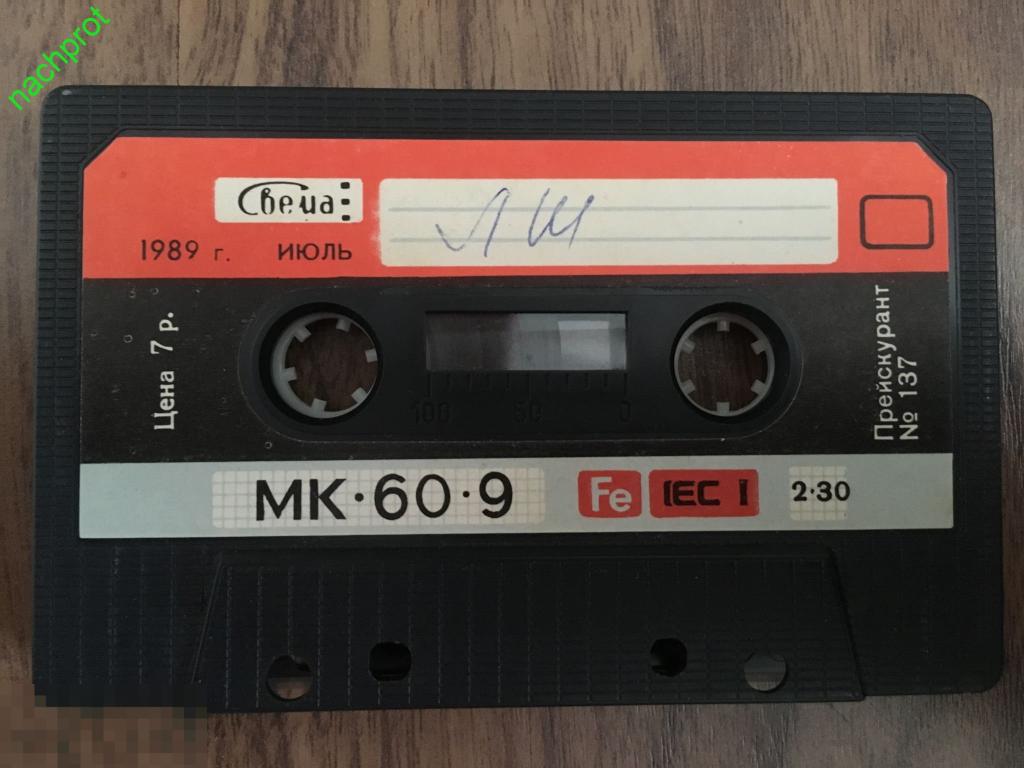 nachprot
Свема
ЛШ
1989 г. ИЮЛЬ
Цена 7 р.
100 50 0
Прейскурант
№ 137
МК·60·9 Fe IEC I 2·30